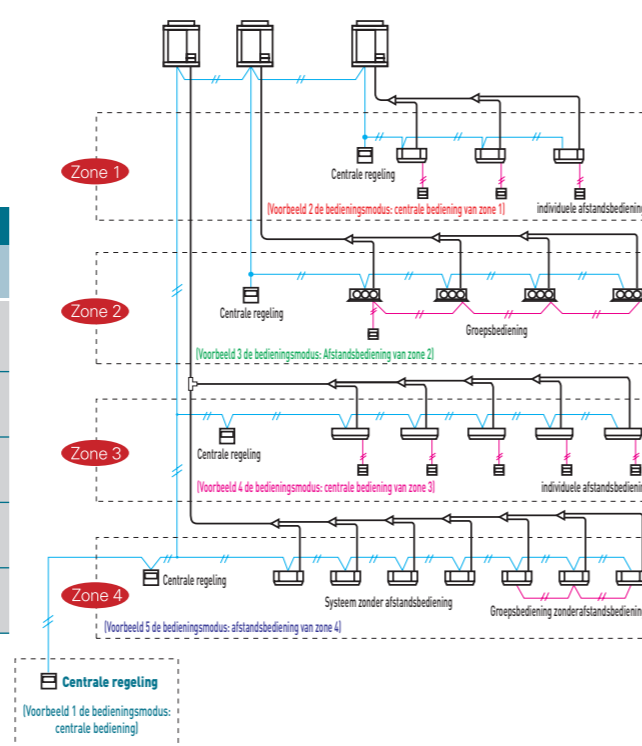 Zone 1
Centrale regeling
(Voorbeeld 2 de bedieningsmodus: centrale bediening van zone 1)
individuele afstandsbediening
Zone 2
Centrale regeling
Groepsbediening
(Voorbeeld 3 de bedieningsmodus: Afstandsbediening van zone 2)
Zone 3
Centrale regeling
(Voorbeeld 4 de bedieningsmodus: centrale bediening van zone 3)
individuele afstandsbedienin
Zone 4
Centrale regeling
Systeem zonder afstandsbediening
Groepsbediening zonderafstandsbedienin
(Voorbeeld 5 de bedieningsmodus: afstandsbediening van zone 4)
Centrale regeling
(Voorbeeld 1 de bedieningsmodus:
centrale bediening)